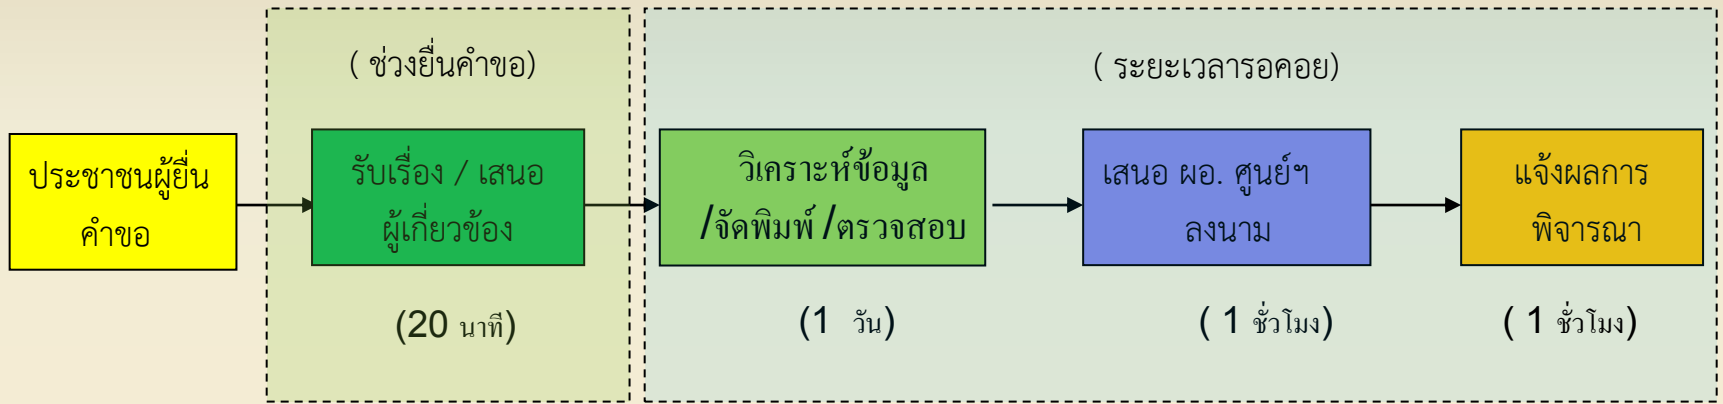 ( ช่วงยื่นคำขอ)
( ระยะเวลารอคอย)
ประชาชนผู้ยื่น
คำขอ
รับเรื่อง / เสนอ
ผู้เกี่ยวข้อง
วิเคราะห์ข้อมูล
/จัดพิมพ์ /ตรวจสอบ
เสนอ ผอ. ศูนย์ฯ
ลงนาม
แจ้งผลการ
พิจารณา
(20 นาที)
(1 วัน)
( 1 ชั่วโมง)
( 1 ชั่วโมง)